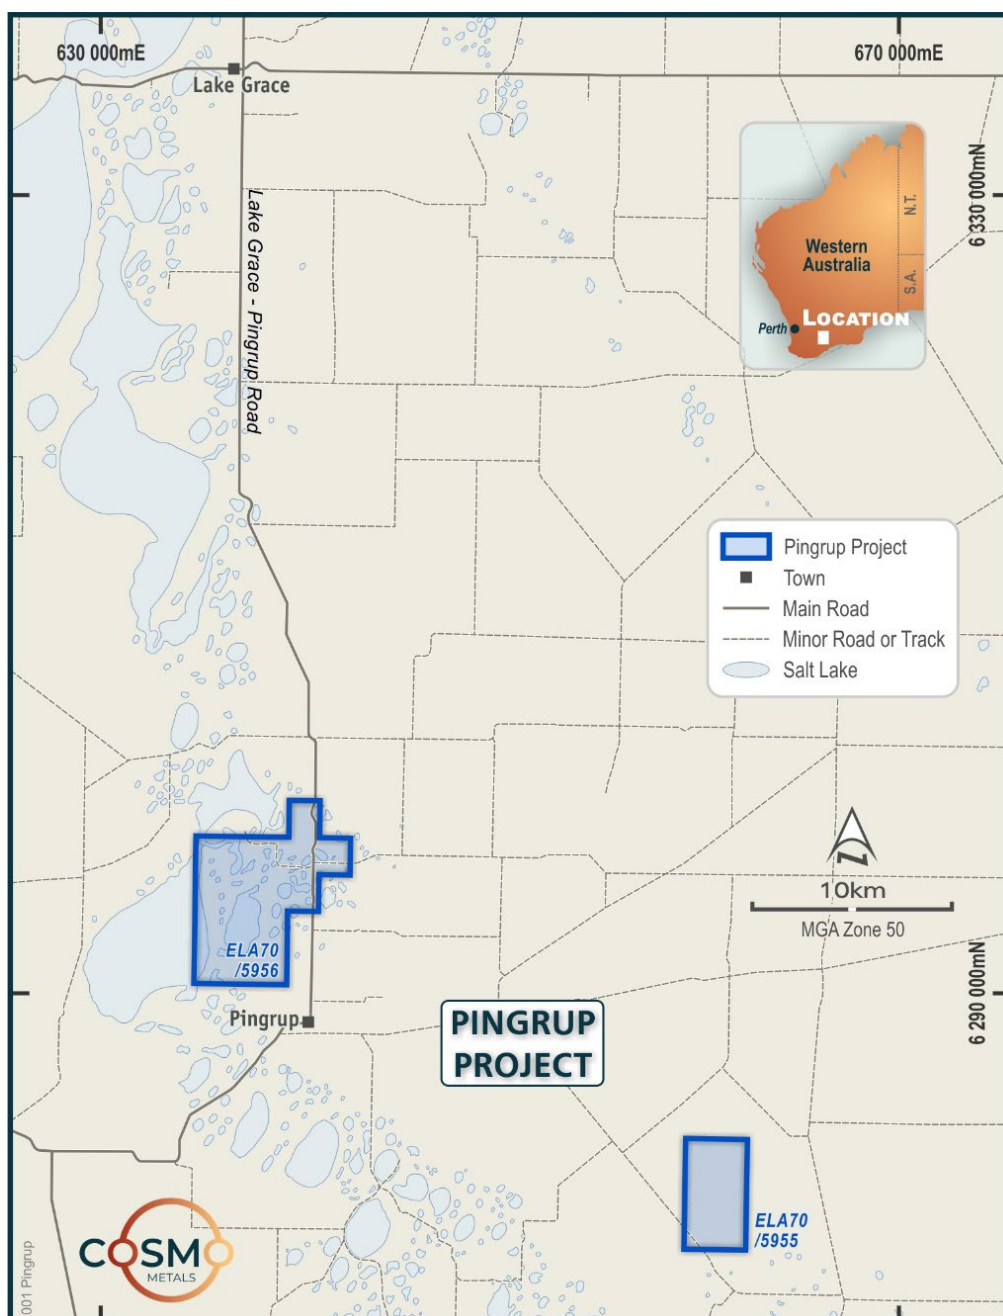 630 000mE
670 000mE
Lake Grace
6 330 000mN
Lake Grace - Pingrup Road
Western
Australia
N.T.
S.A.
Perth
LOCATION
Pingrup Project
Town
Main Road
Minor Road or Track
Salt Lake
N
10km
MGA Zone 50
ELA70
/5956
Pingrup
6 290 000mN
PINGRUP
PROJECT
ELA70
/5955
COSMO
METALS
001 Pingrup